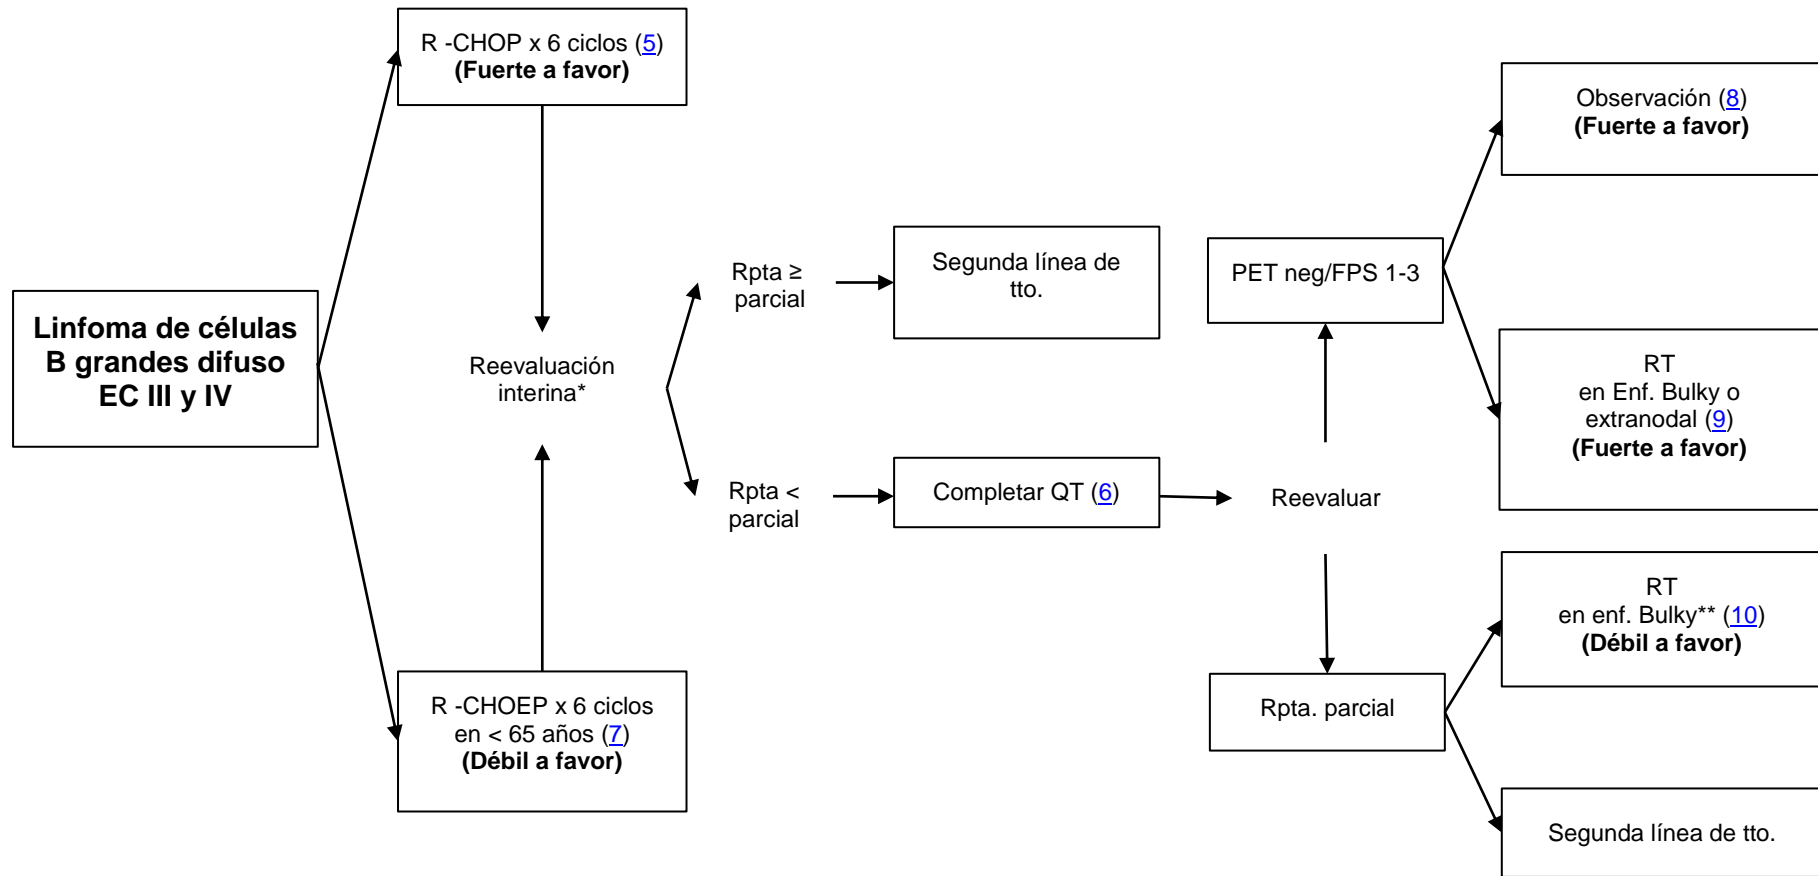 R -CHOP x 6 ciclos (5)
(Fuerte a favor)
Observación (8)
(Fuerte a favor)
Rpta ≥
parcial
Segunda línea de
tto.
PET neg/FPS 1-3
Linfoma de células
B grandes difuso
EC III y IV
Reevaluación
interina*
RT
en Enf. Bulky o
extranodal (9)
(Fuerte a favor)
Rpta <
parcial
Completar QT (6)
Reevaluar
RT
en enf. Bulky** (10)
(Débil a favor)
R -CHOEP x 6 ciclos
en < 65 años (7)
(Débil a favor)
Rpta. parcial
Segunda línea de tto.